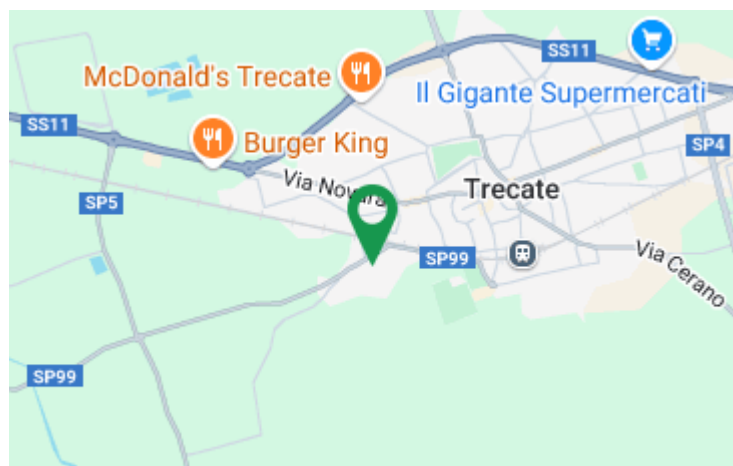 SS11
McDonald's Trecate
Il Gigante Supermercati
SS11
Burger King
SP4
Via Novara
Trecate
SP5
SP99
Via Cerano
SP99